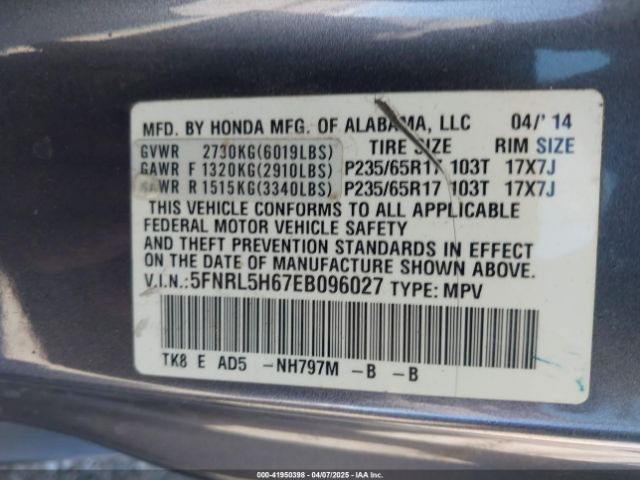 MFD. BY HONDA MFG. OF ALABAMA, LLC 04/'14
GVWR 2730KG(6019LBS) TIRE SIZE RIM SIZE
GAWR F 1320KG(2910LBS) P235/65R17 103T 17X7J
GAWR R 1515KG(3340LBS) P235/65R17 103T 17X7J
THIS VEHICLE CONFORMS TO ALL APPLICABLE
FEDERAL MOTOR VEHICLE SAFETY
AND THEFT PREVENTION STANDARDS IN EFFECT
ON THE DATE OF MANUFACTURE SHOWN ABOVE.
V.I.N.: 5FNRL5H67EB096027 TYPE: MPV
TK8 E AD5 -NH797M -B -B
© IAA - 41950398 - 04/07/2025 - IAAI.COM